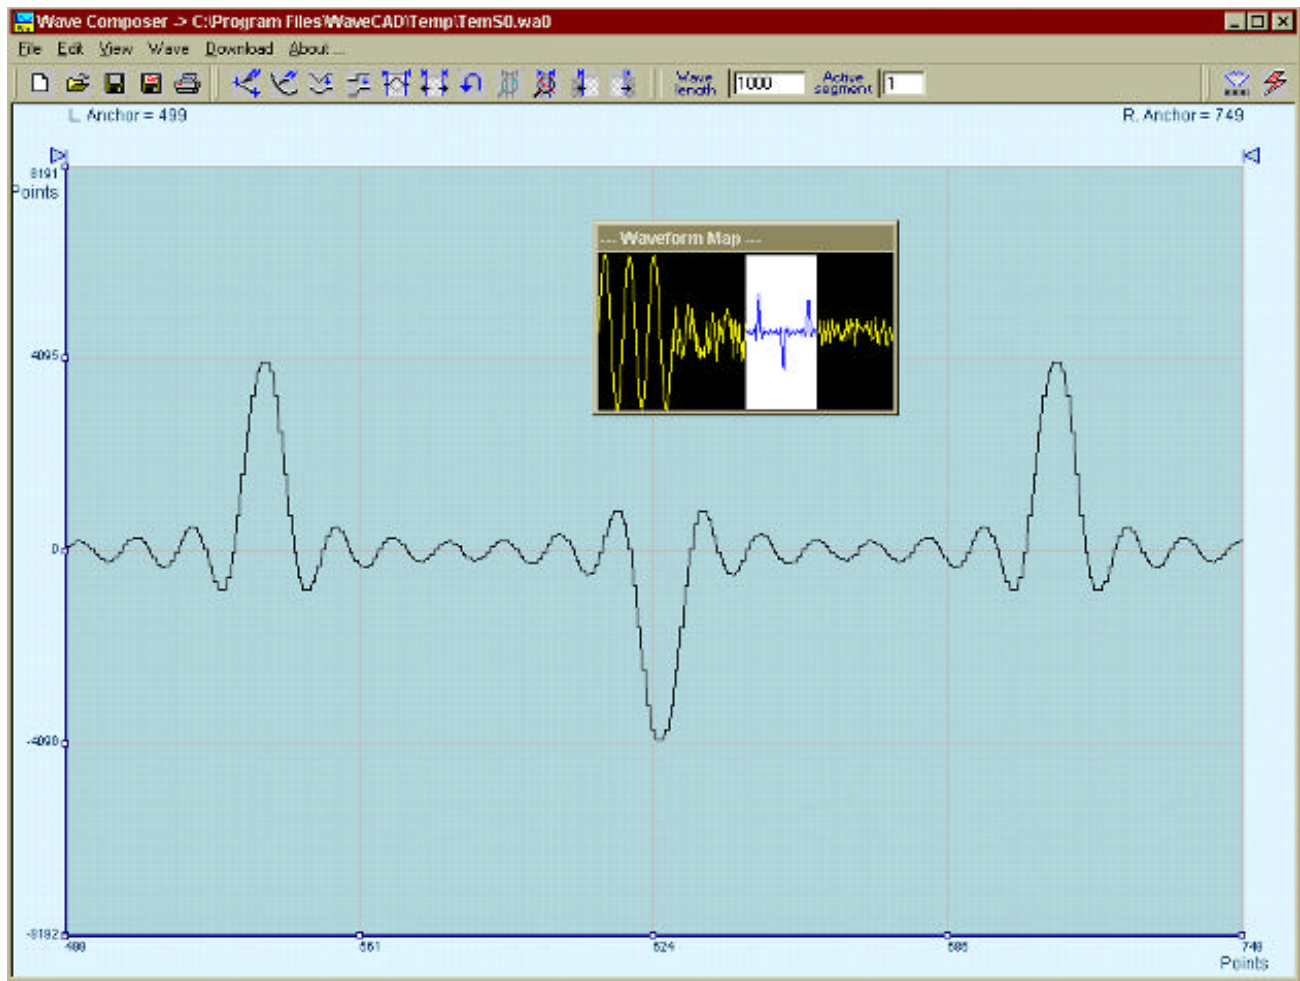 Wave Composer -> C:\Program Files\WaveCAD\Temp\TemS0.wa0
File Edit View Wave Download About ...
Wave length 1000 Active segment 1
L. Anchor = 499 R. Anchor = 749
8191
Points
--- Waveform Map ---
4095
0
-4090
-8192
499 561 624 686 749
Points